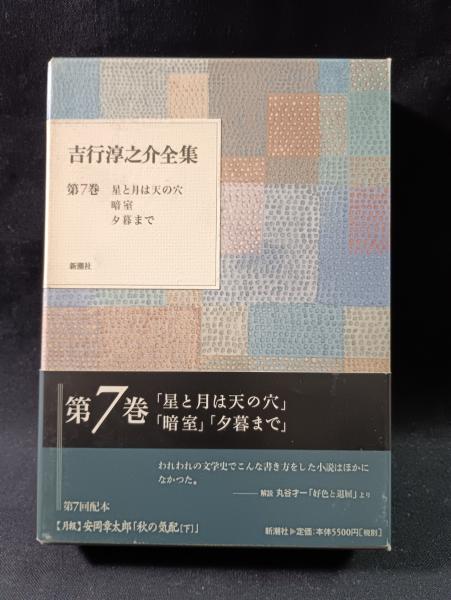 吉行淳之介全集
第7巻 星と月は天の穴
暗室
夕暮まで
新潮社
第7巻「星と月は天の穴」
「暗室」「夕暮まで」
われわれの文学史でこんな書き方をした小説はほかに
なかつた。
――― 解説 丸谷才一「好色と退屈」より
第7回配本
【月報】安岡章太郎「秋の気配[下]」
新潮社▶定価:本体5500円[税別]